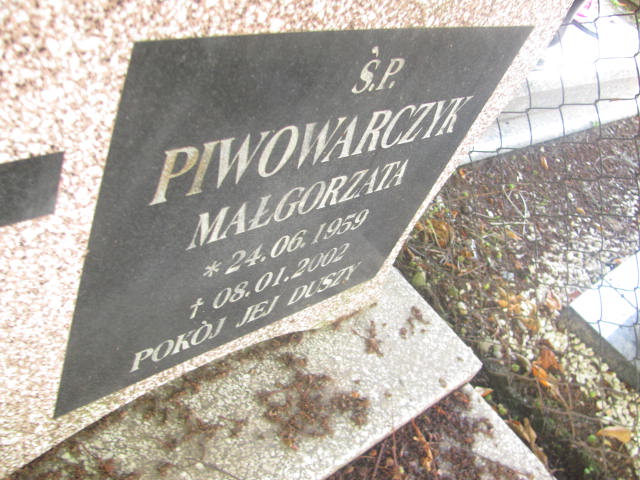 Ś.P.
PIWOWARCZYK
MAŁGORZATA
* 24.06.1959
† 08.01.2002
POKÓJ JEJ DUSZY